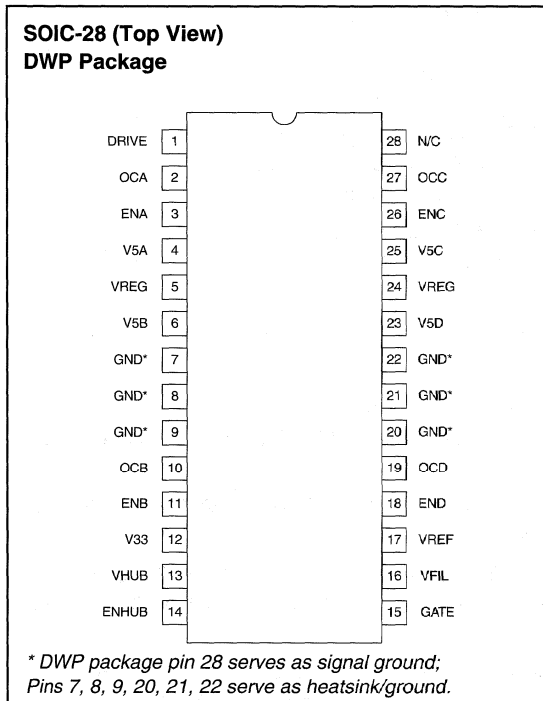 SOIC-28 (Top View)
DWP Package
DRIVE 1 28 N/C
OCA 2 27 OCC
ENA 3 26 ENC
V5A 4 25 V5C
VREG 5 24 VREG
V5B 6 23 V5D
GND* 7 22 GND*
GND* 8 21 GND*
GND* 9 20 GND*
OCB 10 19 OCD
ENB 11 18 END
V33 12 17 VREF
VHUB 13 16 VFIL
ENHUB 14 15 GATE
* DWP package pin 28 serves as signal ground;
Pins 7, 8, 9, 20, 21, 22 serve as heatsink/ground.